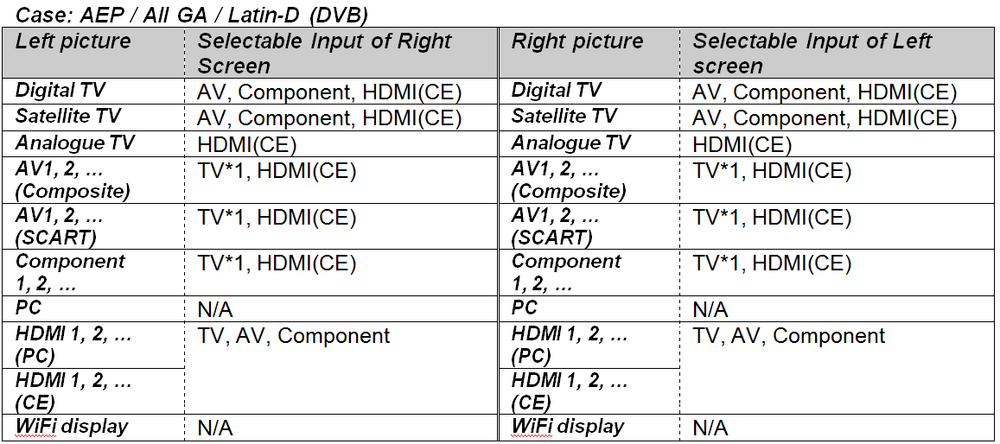 Case: AEP / All GA / Latin-D (DVB)
Left picture
Selectable Input of Right
Screen
Right picture
Selectable Input of Left
screen
Digital TV
AV, Component, HDMI(CE)
Digital TV
AV, Component, HDMI(CE)
Satellite TV
AV, Component, HDMI(CE)
Satellite TV
AV, Component, HDMI(CE)
Analogue TV
HDMI(CE)
Analogue TV
HDMI(CE)
AV1, 2, …
(Composite)
TV*1, HDMI(CE)
AV1, 2, …
(Composite)
TV*1, HDMI(CE)
AV1, 2, …
(SCART)
TV*1, HDMI(CE)
AV1, 2, …
(SCART)
TV*1, HDMI(CE)
Component
1, 2, …
TV*1, HDMI(CE)
Component
1, 2, …
TV*1, HDMI(CE)
PC
N/A
PC
N/A
HDMI 1, 2, …
(PC)
TV, AV, Component
HDMI 1, 2, …
(PC)
TV, AV, Component
HDMI 1, 2, …
(CE)
HDMI 1, 2, …
(CE)
WiFi display
N/A
WiFi display
N/A